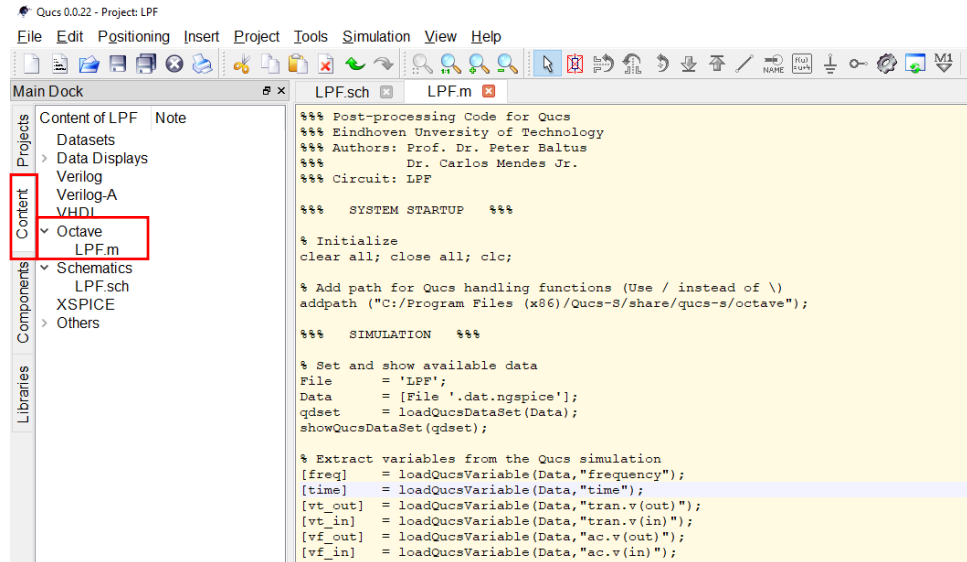 Qucs 0.0.22 - Project: LPF
File Edit Positioning Insert Project Tools Simulation View Help
1:1
NAME
f(ω)
=u+4
M1
Main Dock
LPF.sch
LPF.m
Projects
Content
Components
Libraries
Content of LPF Note
Datasets
Data Displays
Verilog
Verilog-A
VHDL
Octave
LPF.m
Schematics
LPF.sch
XSPICE
Others
%%% Post-processing Code for Qucs
%%% Eindhoven Unversity of Technology
%%% Authors: Prof. Dr. Peter Baltus
%%% Dr. Carlos Mendes Jr.
%%% Circuit: LPF
%%% SYSTEM STARTUP %%%
% Initialize
clear all; close all; clc;
% Add path for Qucs handling functions (Use / instead of \)
addpath ("C:/Program Files (x86)/Qucs-S/share/qucs-s/octave");
%%% SIMULATION %%%
% Set and show available data
File = 'LPF';
Data = [File '.dat.ngspice'];
qdset = loadQucsDataSet(Data);
showQucsDataSet(qdset);
% Extract variables from the Qucs simulation
[freq] = loadQucsVariable(Data,"frequency");
[time] = loadQucsVariable(Data,"time");
[vt_out] = loadQucsVariable(Data,"tran.v(out)");
[vt_in] = loadQucsVariable(Data,"tran.v(in)");
[vf_out] = loadQucsVariable(Data,"ac.v(out)");
[vf_in] = loadQucsVariable(Data,"ac.v(in)");